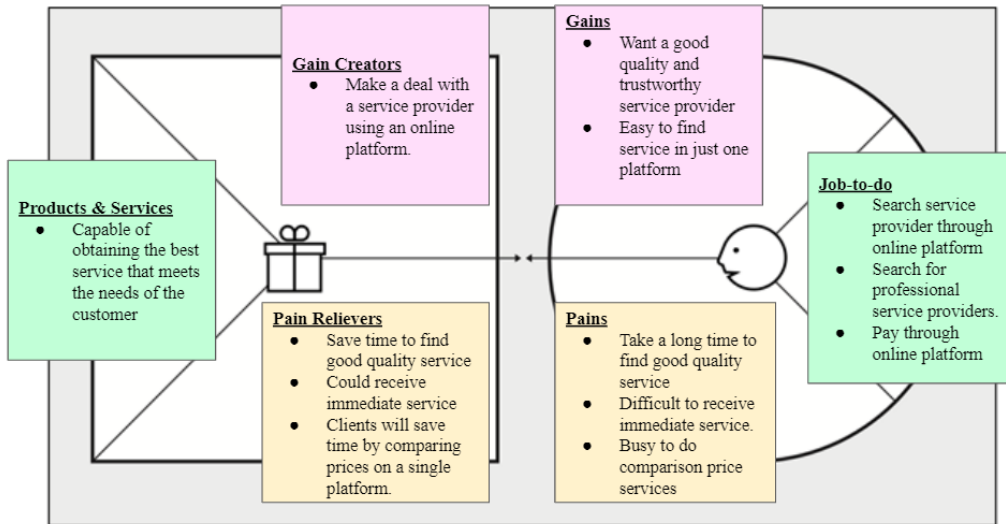 Gain Creators
● Make a deal with
a service provider
using an online
platform.
Gains
● Want a good
quality and
trustworthy
service provider
● Easy to find
service in just one
platform
Products & Services
● Capable of
obtaining the best
service that meets
the needs of the
customer
Job-to-do
● Search service
provider through
online platform
● Search for
professional
service providers.
● Pay through
online platform
Pain Relievers
● Save time to find
good quality service
● Could receive
immediate service
● Clients will save
time by comparing
prices on a single
platform.
Pains
● Take a long time to
find good quality
service
● Difficult to receive
immediate service.
● Busy to do
comparison price
services